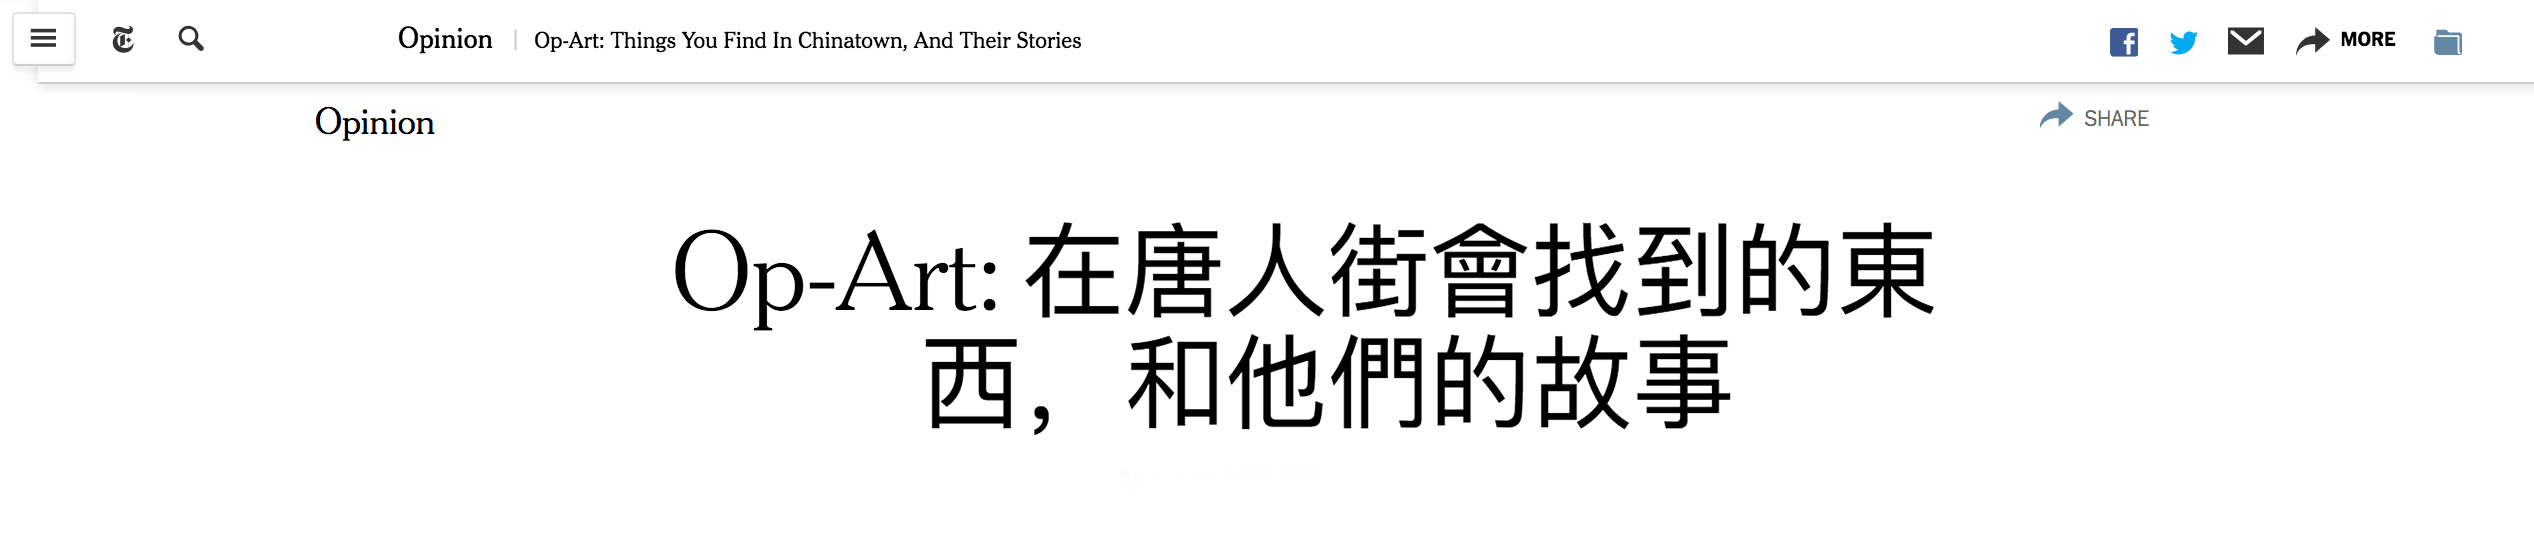 Opinion | Op-Art: Things You Find In Chinatown, And Their Stories
MORE
Opinion
SHARE
Op-Art: 在唐人街會找到的東
西，和他們的故事